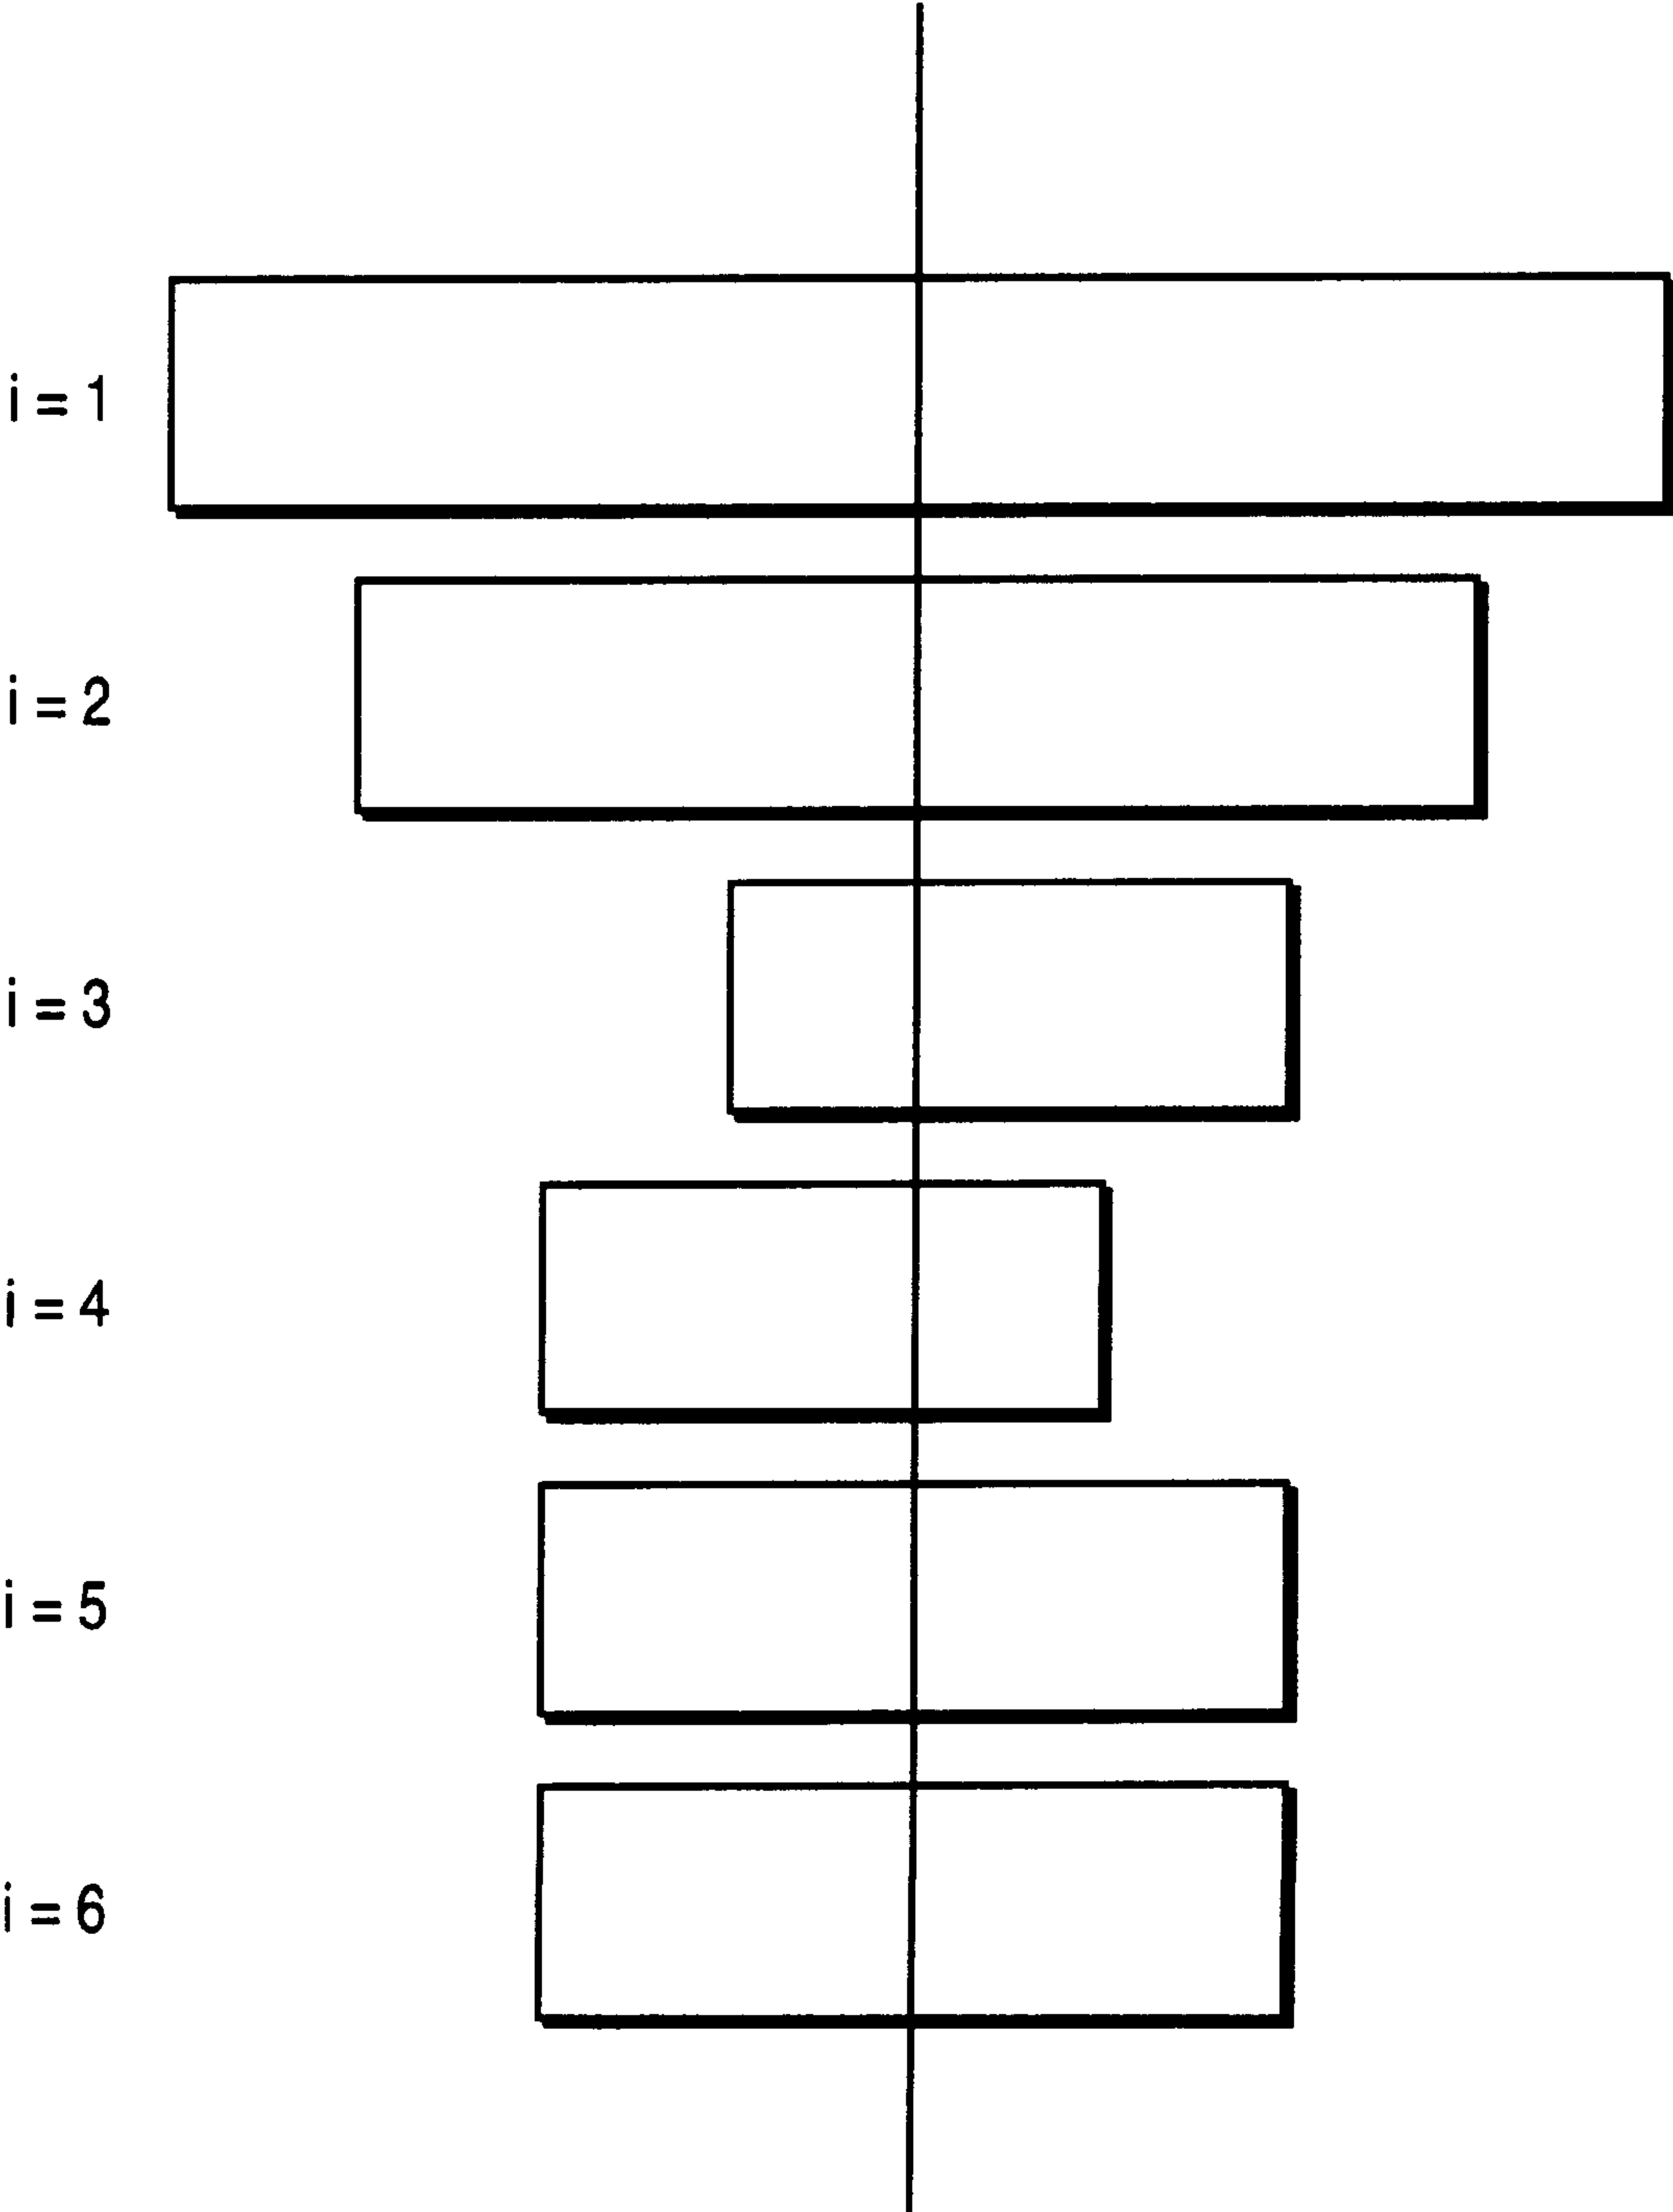 i = 1
i = 2
i = 3
i = 4
i = 5
i = 6